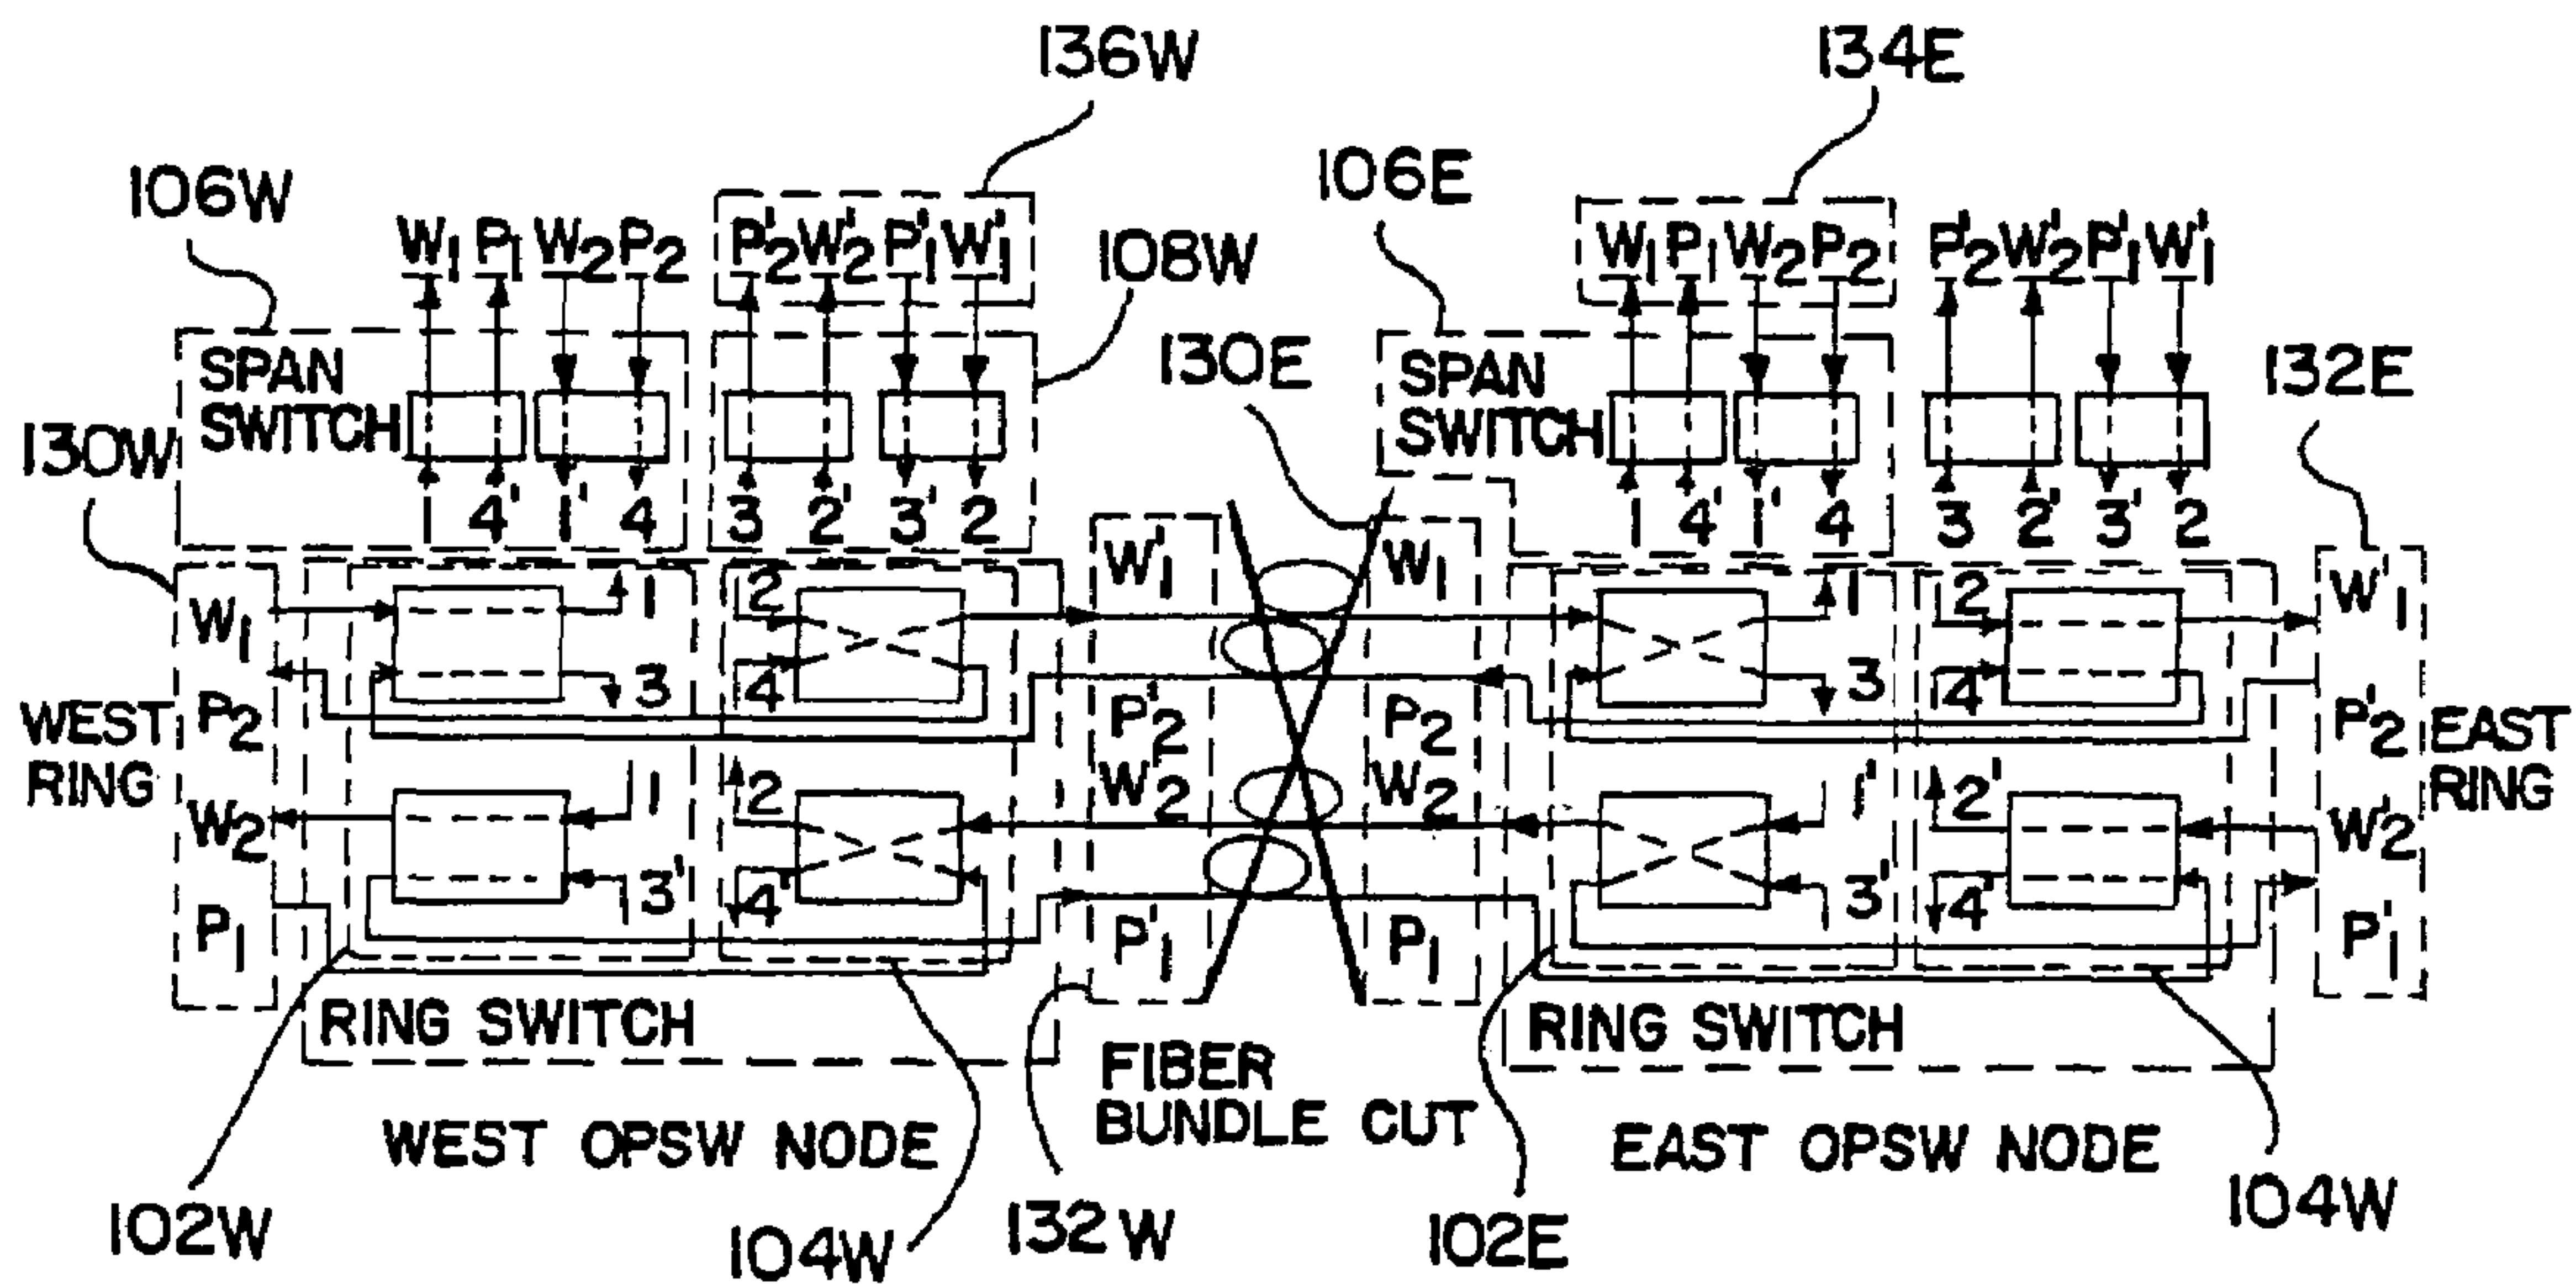 136W
134E
106W
106E
W1 P1 W2 P2
P'2 W'2 P'1 W'1
108W
W1 P1 W2 P2
P'2 W'2 P'1 W'1
130E
132E
SPAN
SWITCH
SPAN
SWITCH
130W
1 4' 1' 4
3 2' 3' 2
1 4' 1' 4
3 2' 3' 2
W1
P2
W2
P1
WEST
RING
1
3
2
4
1
3'
2
4'
W'1
P'2
W'2
P'1
W1
P2
W2
P1
1
3
2
4
1'
3'
2'
4'
W'1
P'2
W'2
P'1
EAST
RING
RING SWITCH
RING SWITCH
FIBER
BUNDLE CUT
WEST OPSW NODE
EAST OPSW NODE
102W
104W
132W
102E
104W